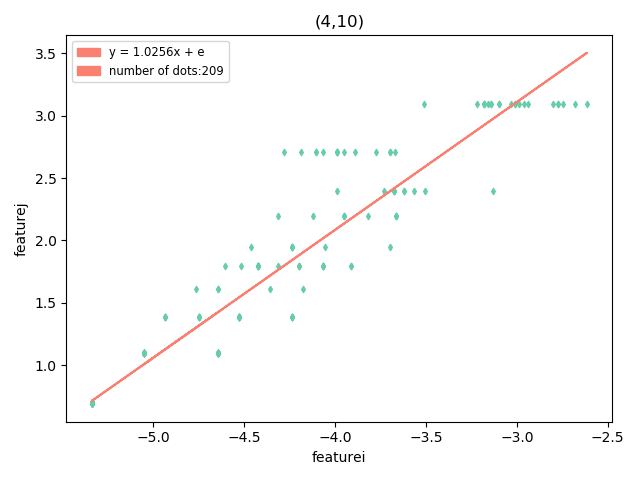 (4,10)
y = 1.0256x + e
number of dots:209
3.5
3.0
2.5
2.0
1.5
1.0
featurej
−5.0 −4.5 −4.0 −3.5 −3.0 −2.5
featurei